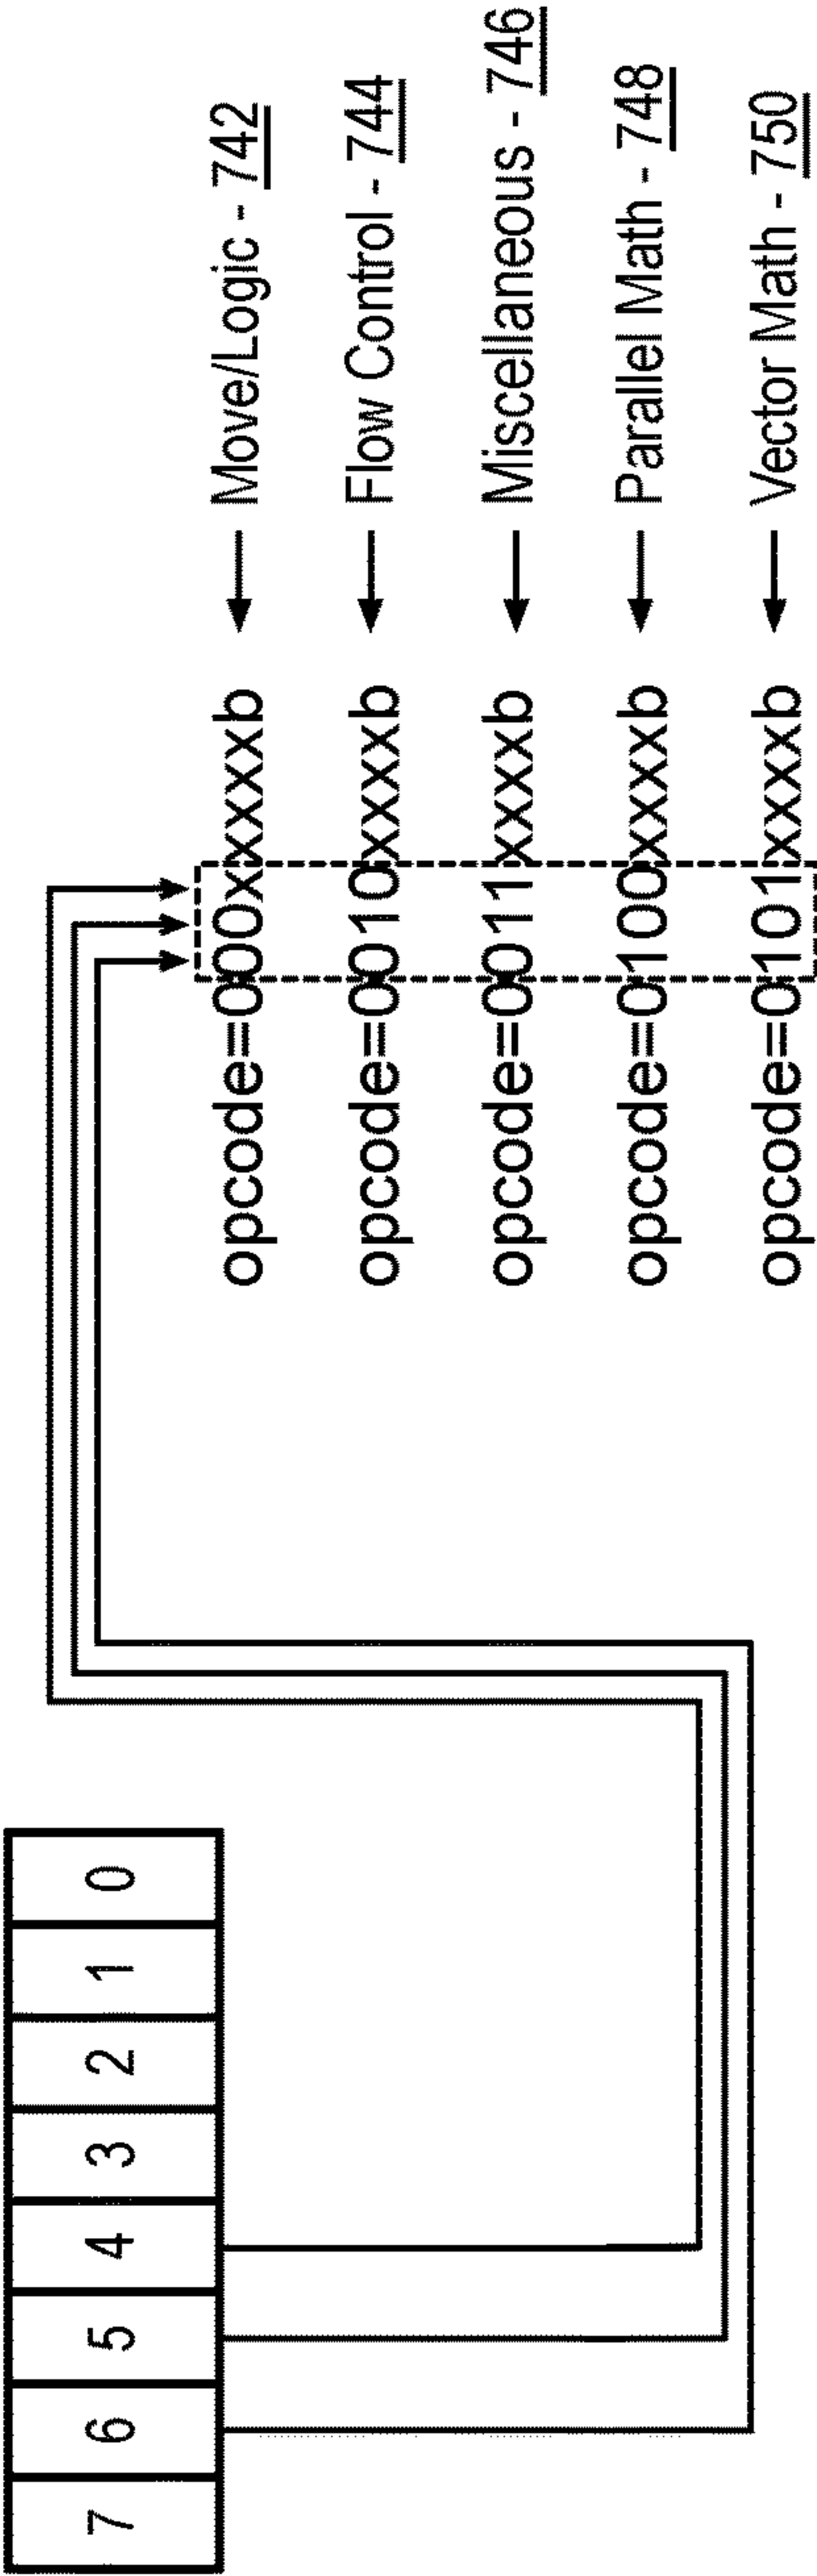 7 6 5 4 3 2 1 0
opcode=000xxxxxb Move/Logic - 742
opcode=0010xxxxb Flow Control - 744
opcode=0011xxxxb Miscellaneous - 746
opcode=0100xxxxb Parallel Math - 748
opcode=0101xxxxb Vector Math - 750